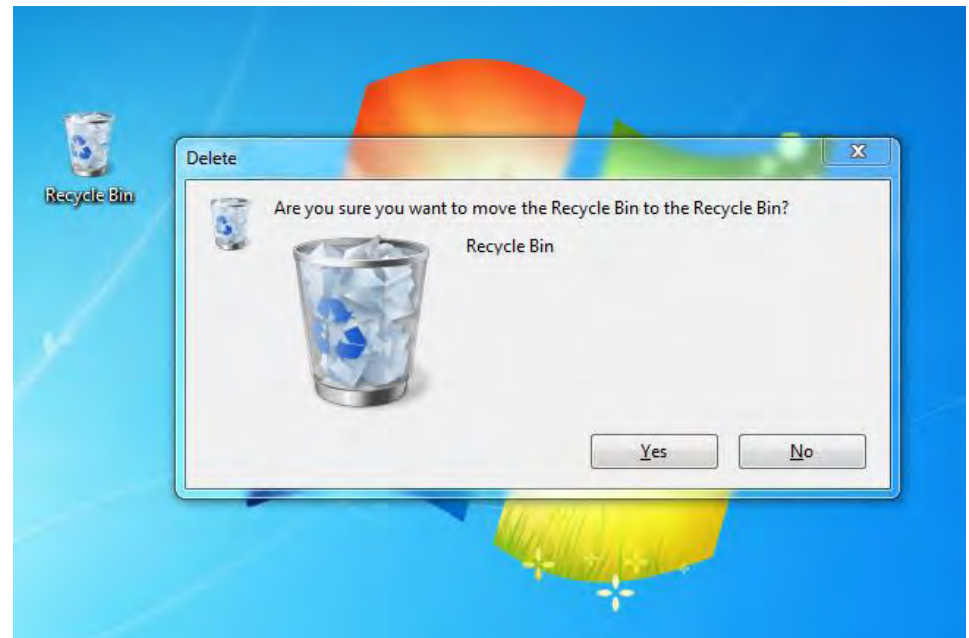 Recycle Bin
Delete
Are you sure you want to move the Recycle Bin to the Recycle Bin?
Recycle Bin
Yes
No